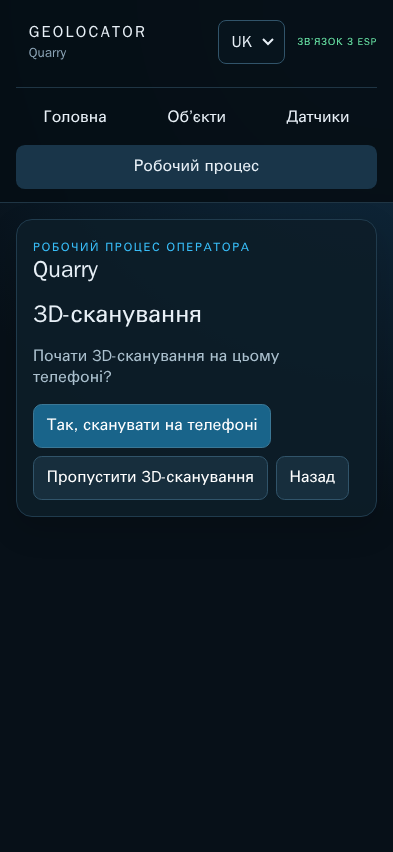 GEOLOCATOR
Quarry
UK
ЗВ'ЯЗОК З ESP
Головна
Об'єкти
Датчики
Робочий процес
РОБОЧИЙ ПРОЦЕС ОПЕРАТОРА
Quarry
3D-сканування
Почати 3D-сканування на цьому
телефоні?
Так, сканувати на телефоні
Пропустити 3D-сканування
Назад